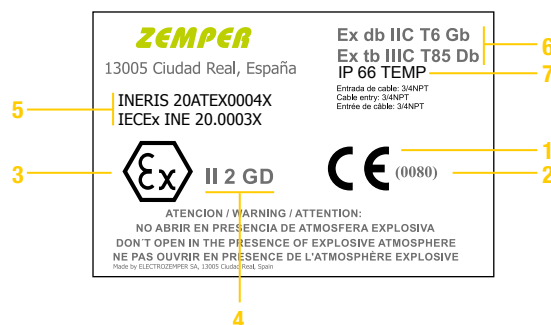 ZEMPER
13005 Ciudad Real, España
Ex db IIC T6 Gb
Ex tb IIIC T85 Db
6
IP 66 TEMP
7
Entrada de cable: 3/4NPT
Cable entry: 3/4NPT
Entrée de câble: 3/4NPT
5
INERIS 20ATEX0004X
IECEx INE 20.0003X
3
Ex
II 2 GD
CE
(0080)
1
2
ATENCION / WARNING / ATTENTION:
NO ABRIR EN PRESENCIA DE ATMOSFERA EXPLOSIVA
DON´T OPEN IN THE PRESENCE OF EXPLOSIVE ATMOSPHERE
NE PAS OUVRIR EN PRESENCE DE L'ATMOSPHÈRE EXPLOSIVE
Made by ELECTROZEMPER SA, 13005 Ciudad Real, Spain
4